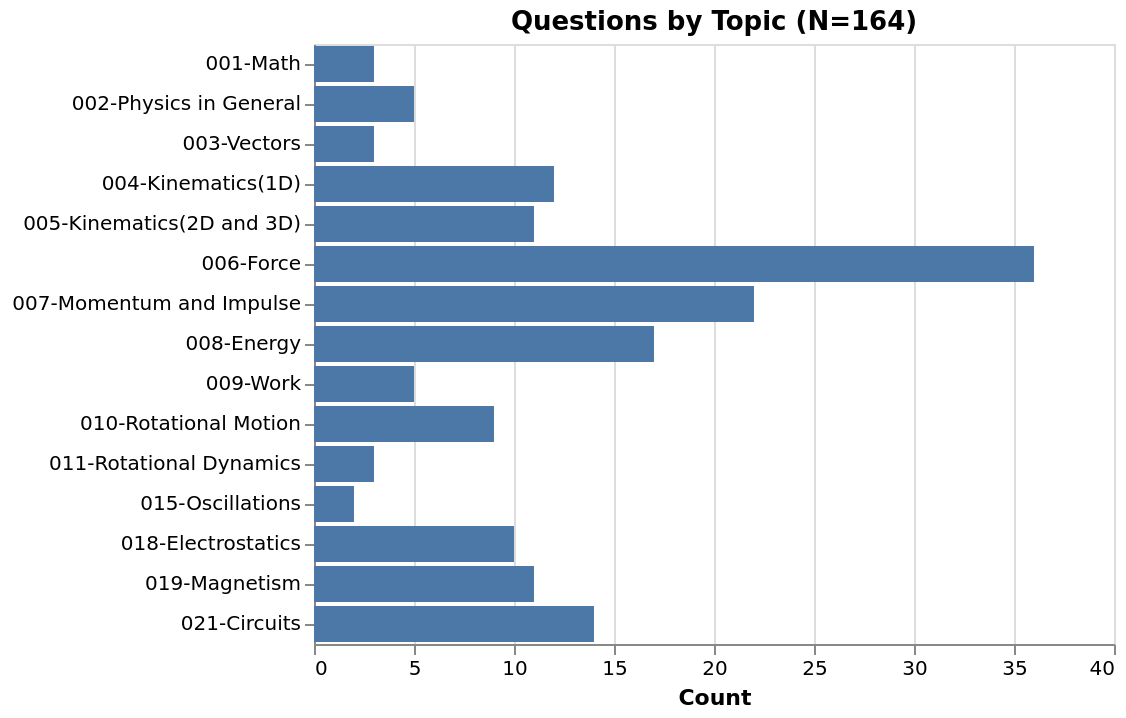 Questions by Topic (N=164)
001-Math
002-Physics in General
003-Vectors
004-Kinematics(1D)
005-Kinematics(2D and 3D)
006-Force
007-Momentum and Impulse
008-Energy
009-Work
010-Rotational Motion
011-Rotational Dynamics
015-Oscillations
018-Electrostatics
019-Magnetism
021-Circuits
0 5 10 15 20 25 30 35 40
Count